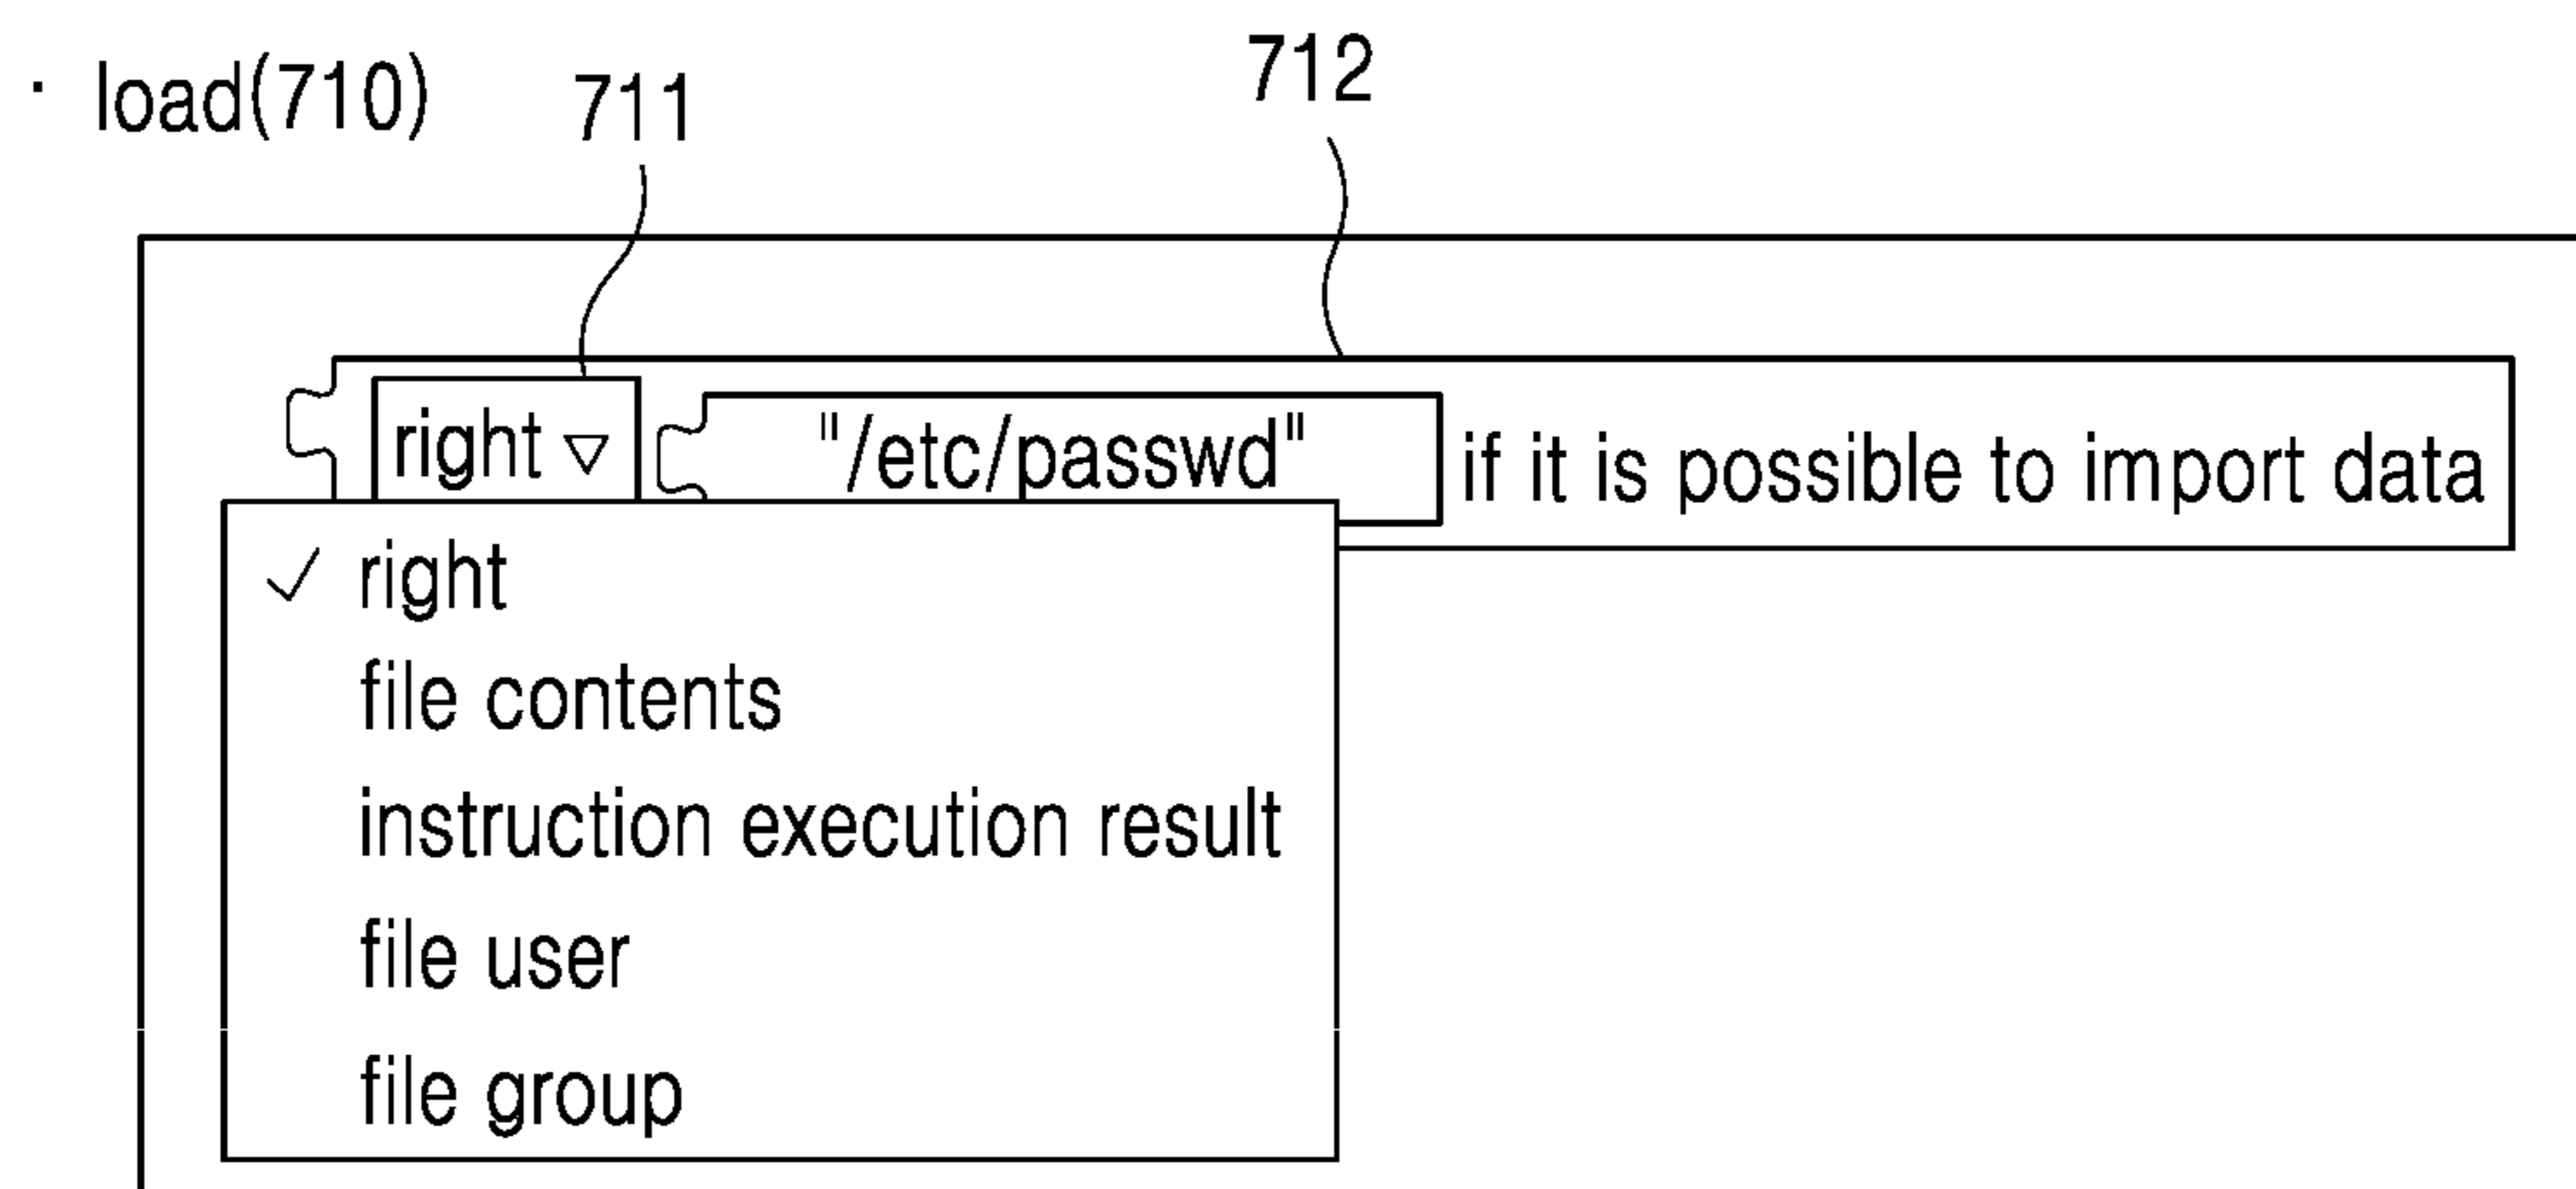 · load(710)
711
712
right ▽ "/etc/passwd" if it is possible to import data
✓ right
file contents
instruction execution result
file user
file group